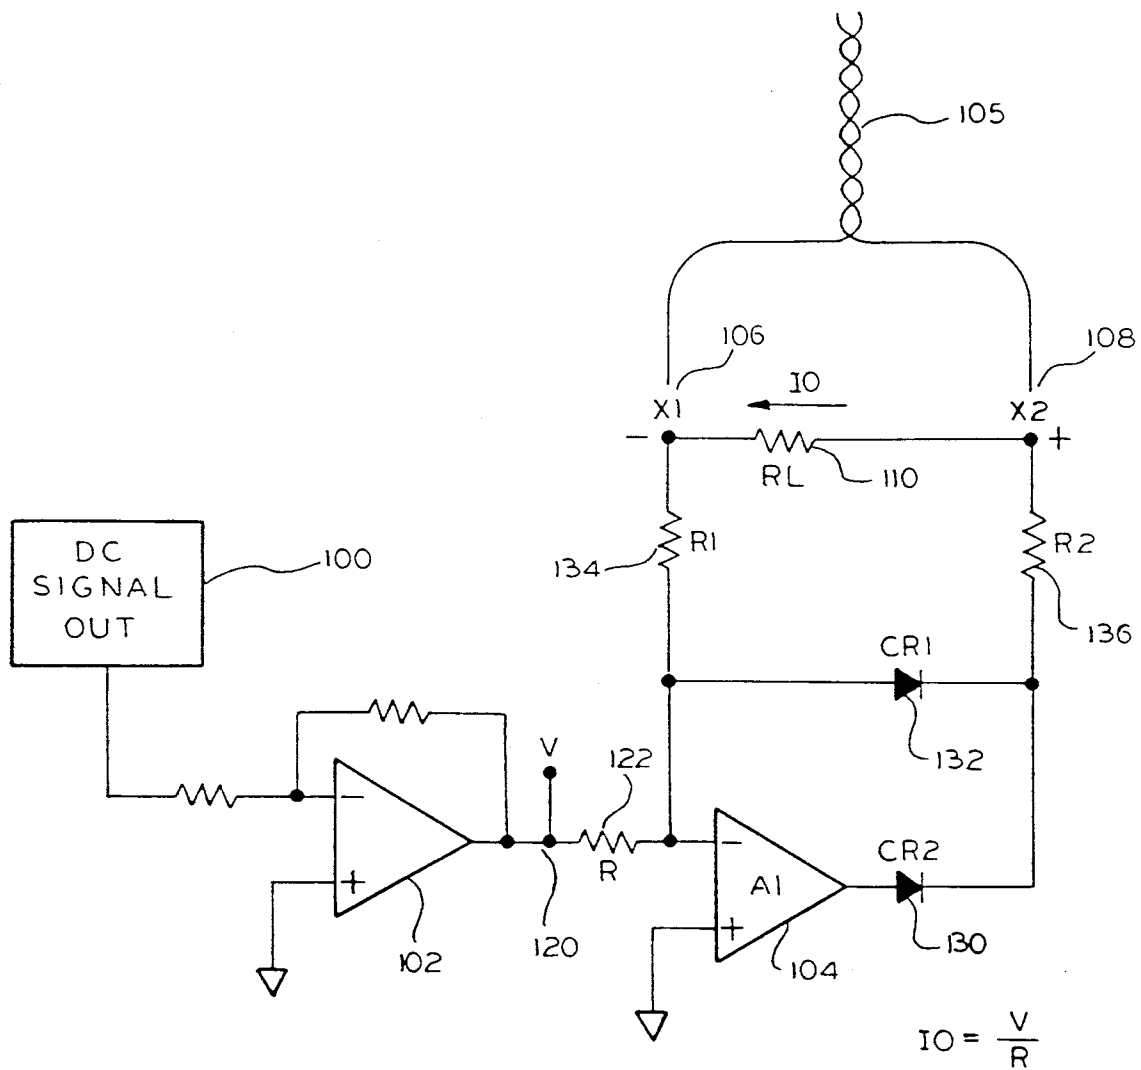 105
106
108
IO
X1
X2
− +
RL
110
DC
SIGNAL
OUT
100
134
R1
R2
136
CR1
132
V
122
R
−
+
102
120
−
A1
+
104
CR2
130
IO = V/R